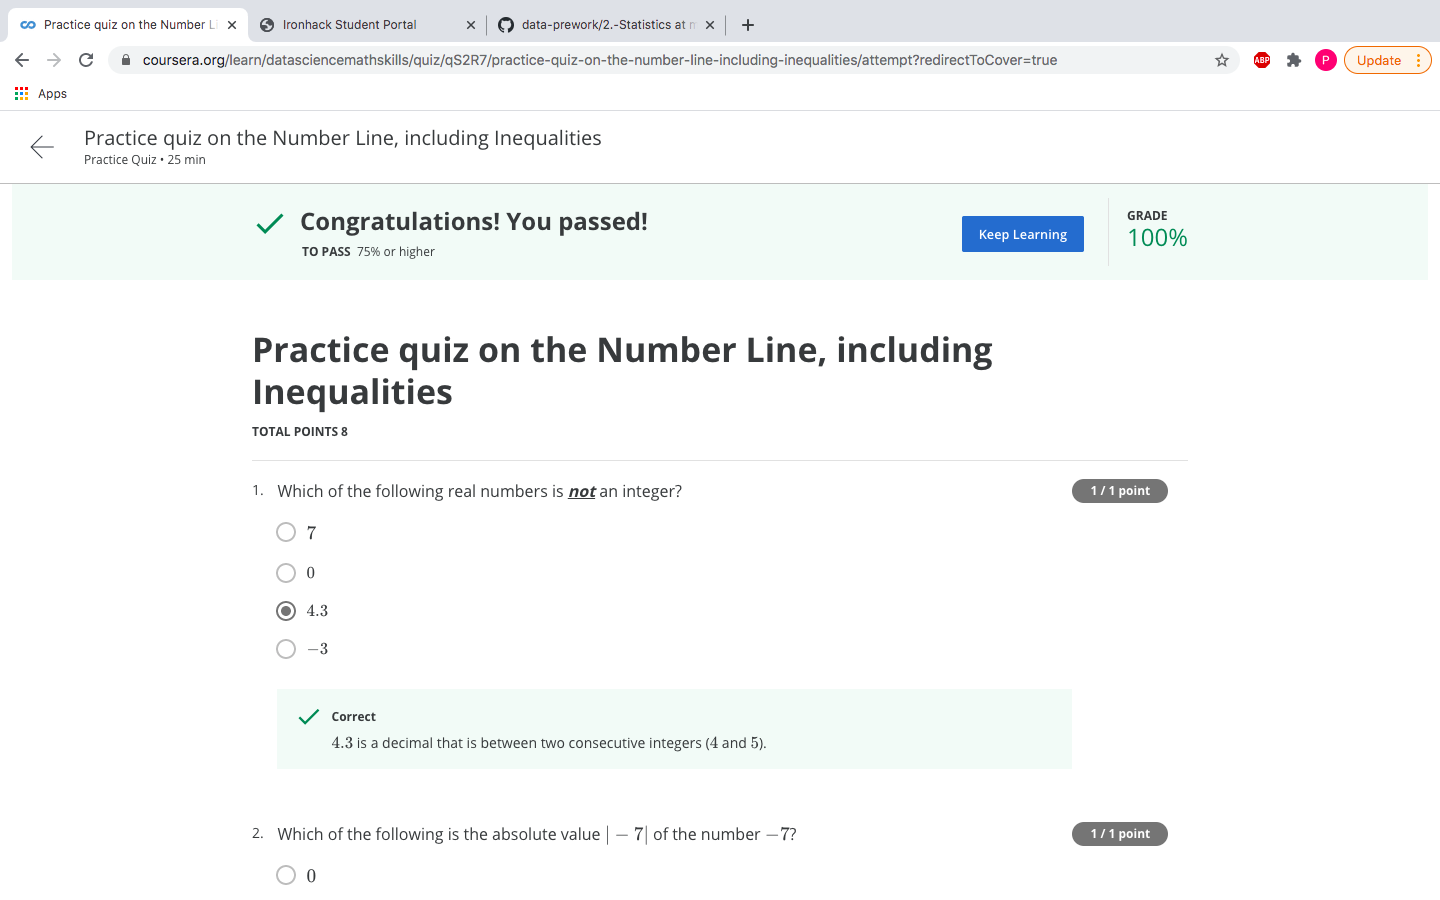 Practice quiz on the Number Li
Ironhack Student Portal
data-prework/2.-Statistics at m
coursera.org/learn/datasciencemathskills/quiz/qS2R7/practice-quiz-on-the-number-line-including-inequalities/attempt?redirectToCover=true
ABP
P
Update
Apps
Practice quiz on the Number Line, including Inequalities
Practice Quiz • 25 min
Congratulations! You passed!
TO PASS 75% or higher
Keep Learning
GRADE
100%
Practice quiz on the Number Line, including
Inequalities
TOTAL POINTS 8
1. Which of the following real numbers is not an integer?
1 / 1 point
7
0
4.3
−3
Correct
4.3 is a decimal that is between two consecutive integers (4 and 5).
2. Which of the following is the absolute value | − 7| of the number −7?
1 / 1 point
0